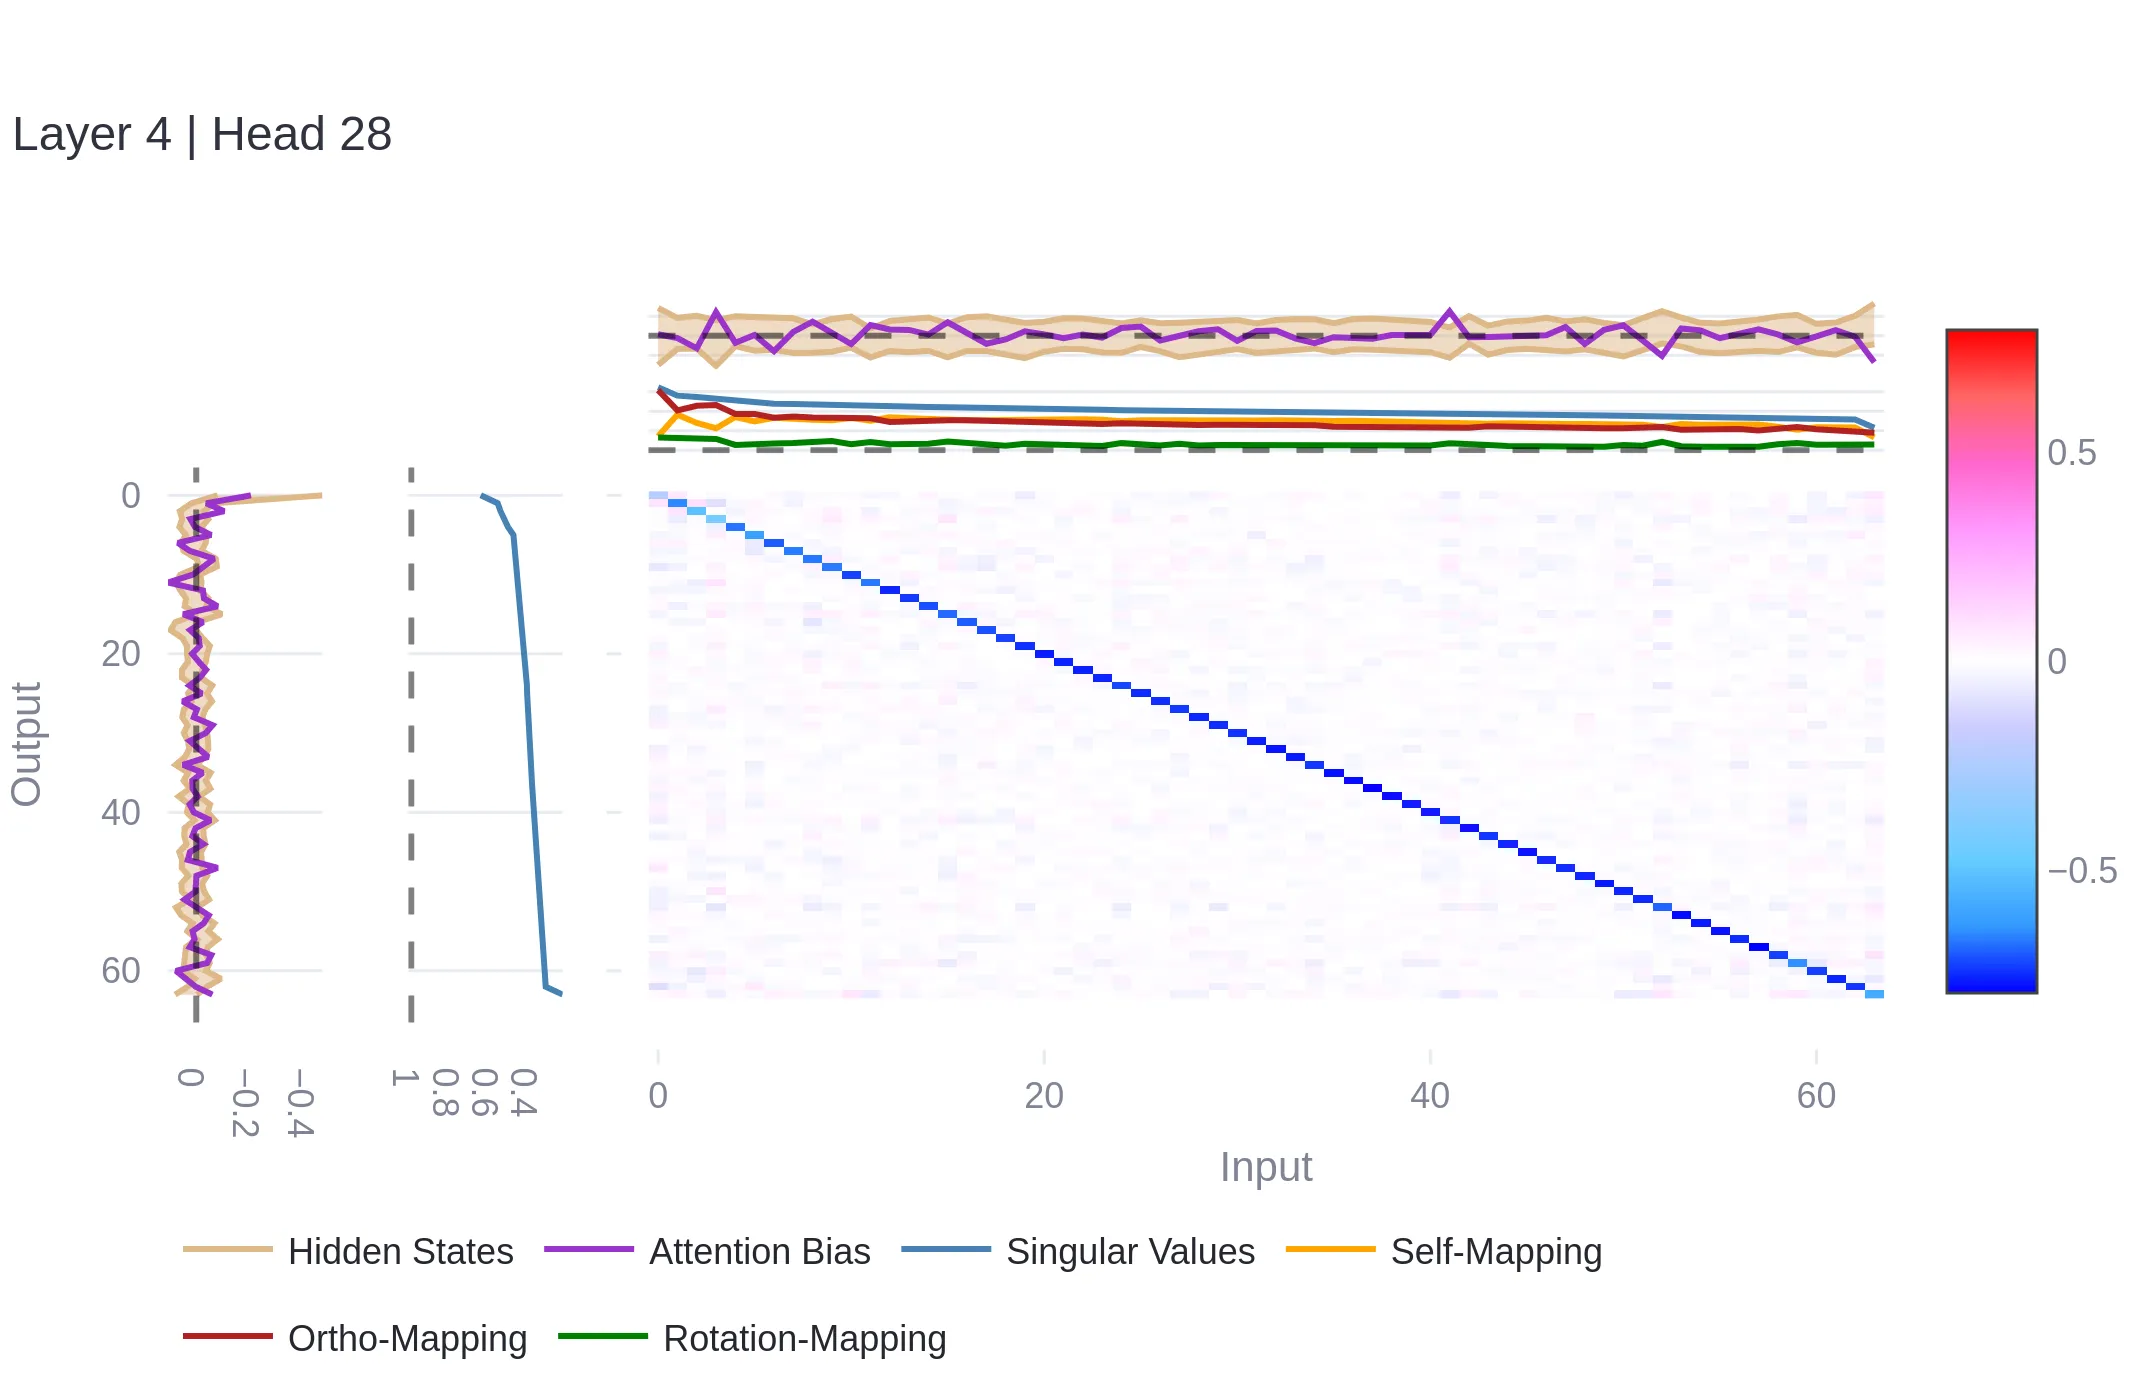 Layer 4 | Head 28
0
20
40
60
Output
0
−0.2
−0.4
1
0.8
0.6
0.4
0
20
40
60
Input
0.5
0
−0.5
Hidden States
Attention Bias
Singular Values
Self-Mapping
Ortho-Mapping
Rotation-Mapping